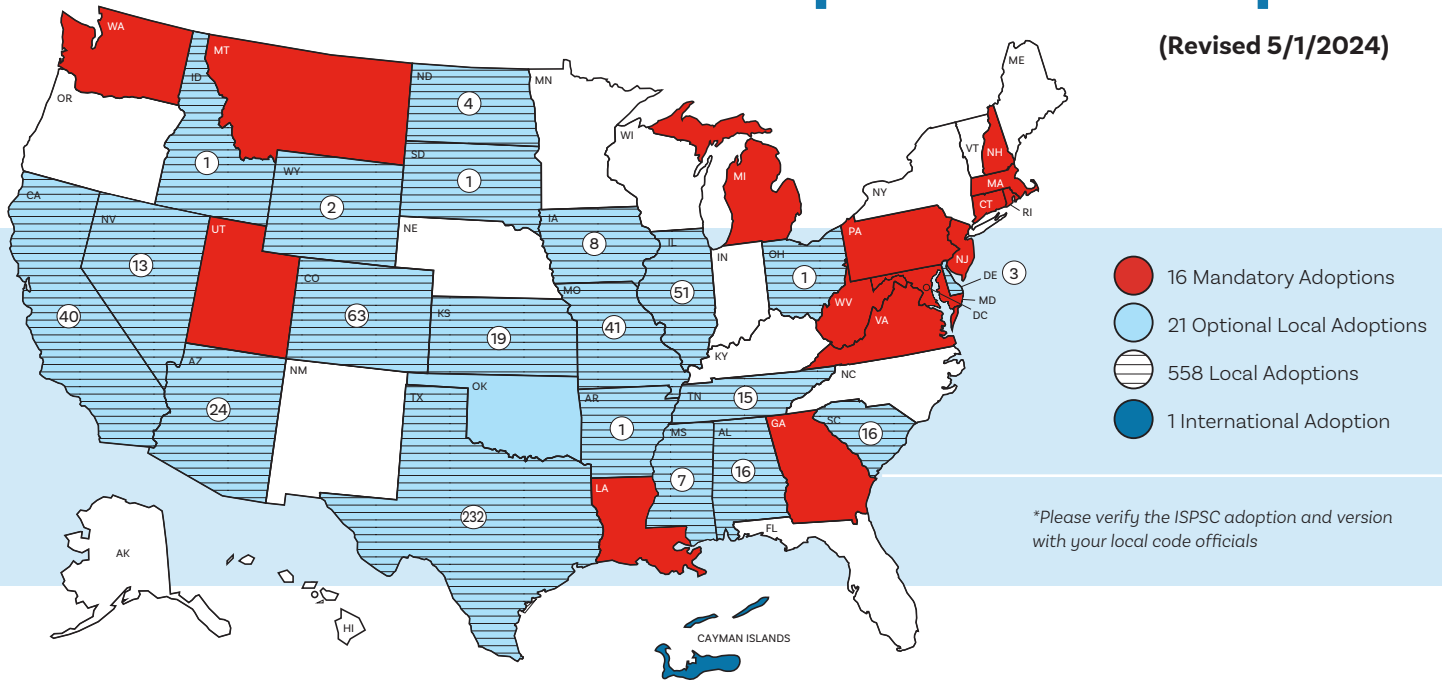 (Revised 5/1/2024)
WA
MT
ID
ND
4
MN
OR
ME
WI
VT
NH
SD
1
1
WY
2
MI
NY
MA
CT
RI
CA
NV
UT
NE
IA
8
PA
NJ
13
IL
IN
OH
1
DE
3
CO
MO
51
MD
DC
40
63
KS
19
41
WV
VA
AZ
NM
OK
KY
NC
TX
AR
TN
15
24
1
MS
AL
GA
SC
16
7
16
LA
232
FL
AK
HI
CAYMAN ISLANDS
16 Mandatory Adoptions
21 Optional Local Adoptions
558 Local Adoptions
1 International Adoption
*Please verify the ISPSC adoption and version
with your local code officials